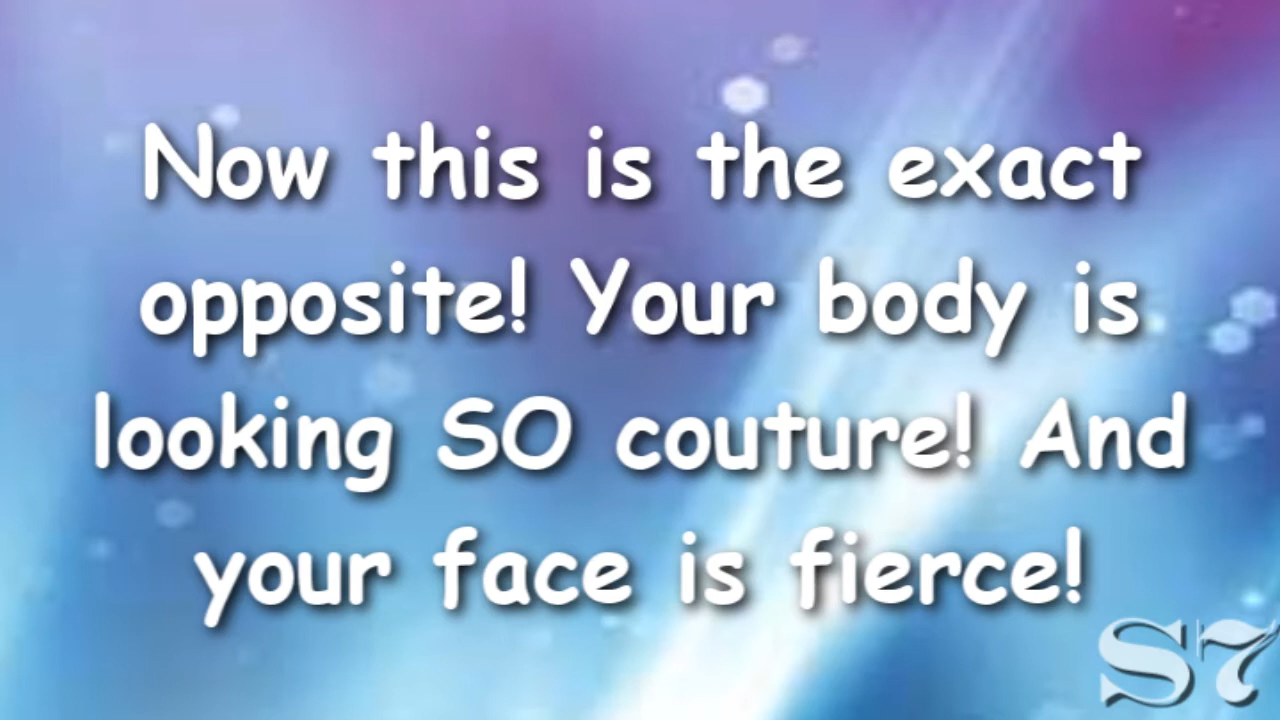 Now this is the exact
opposite! Your body is
looking SO couture! And
your face is fierce!
S7